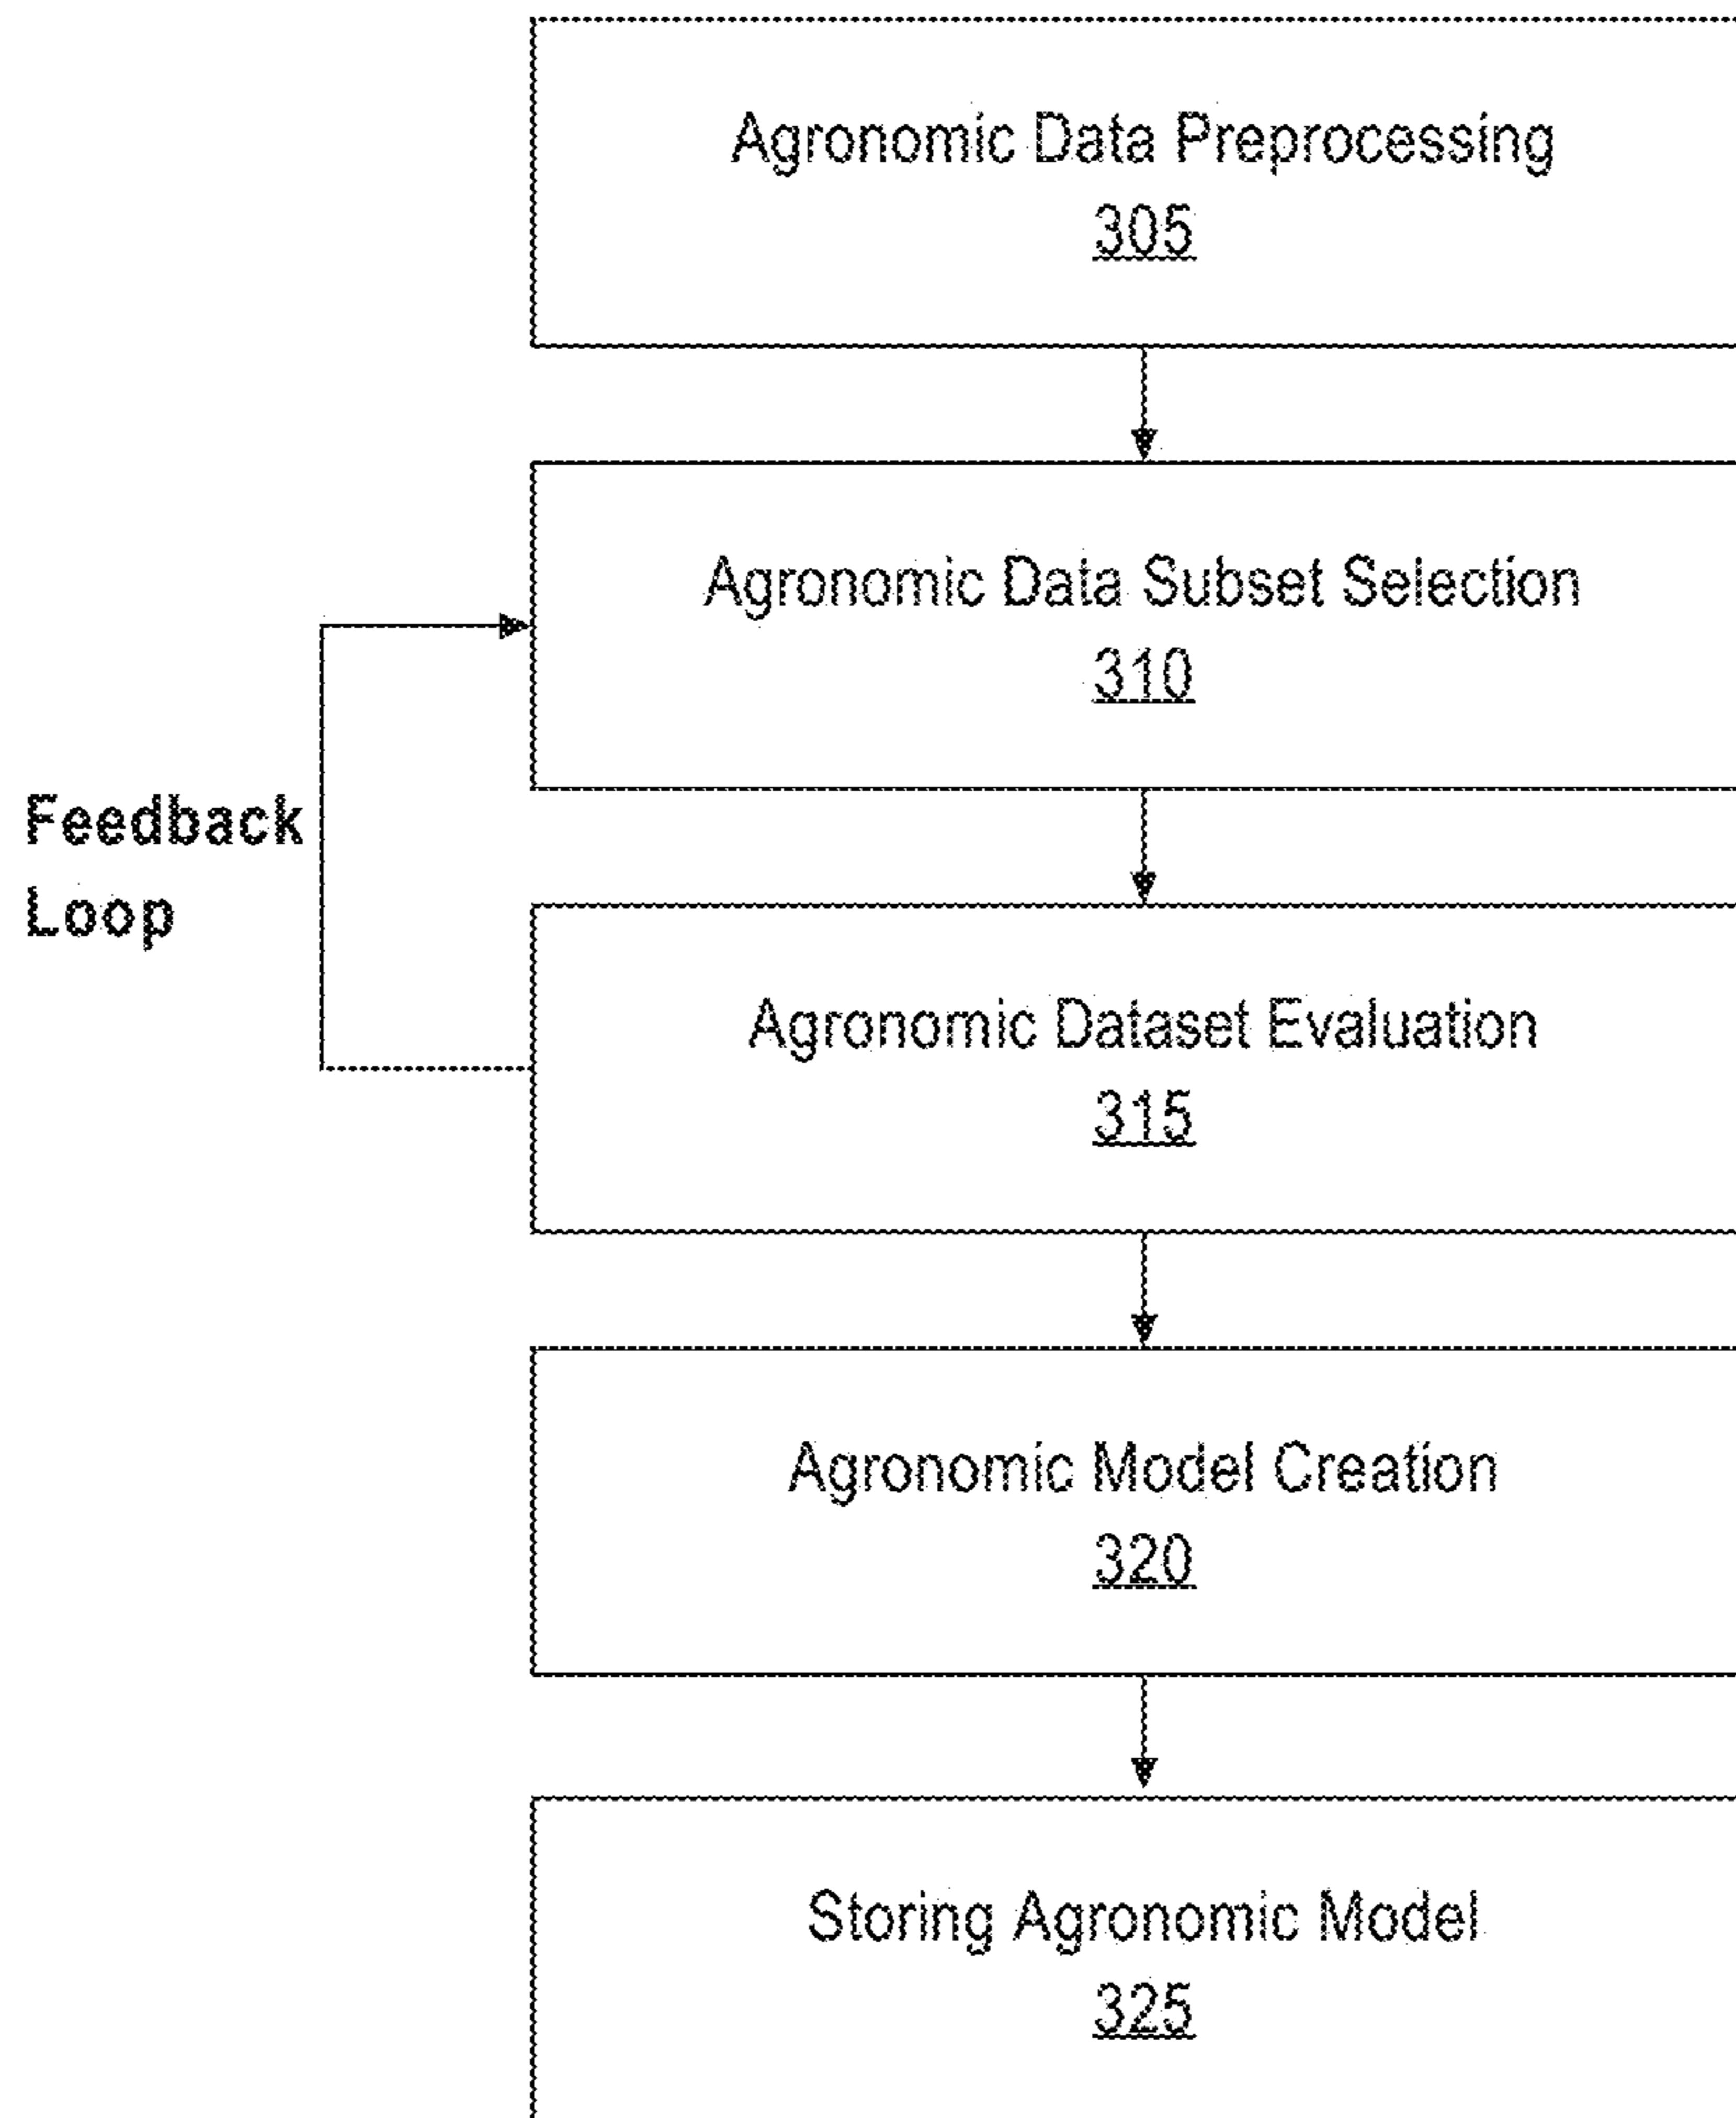 Agronomic Data Preprocessing
305
Agronomic Data Subset Selection
310
Feedback
Loop
Agronomic Dataset Evaluation
315
Agronomic Model Creation
320
Storing Agronomic Model
325